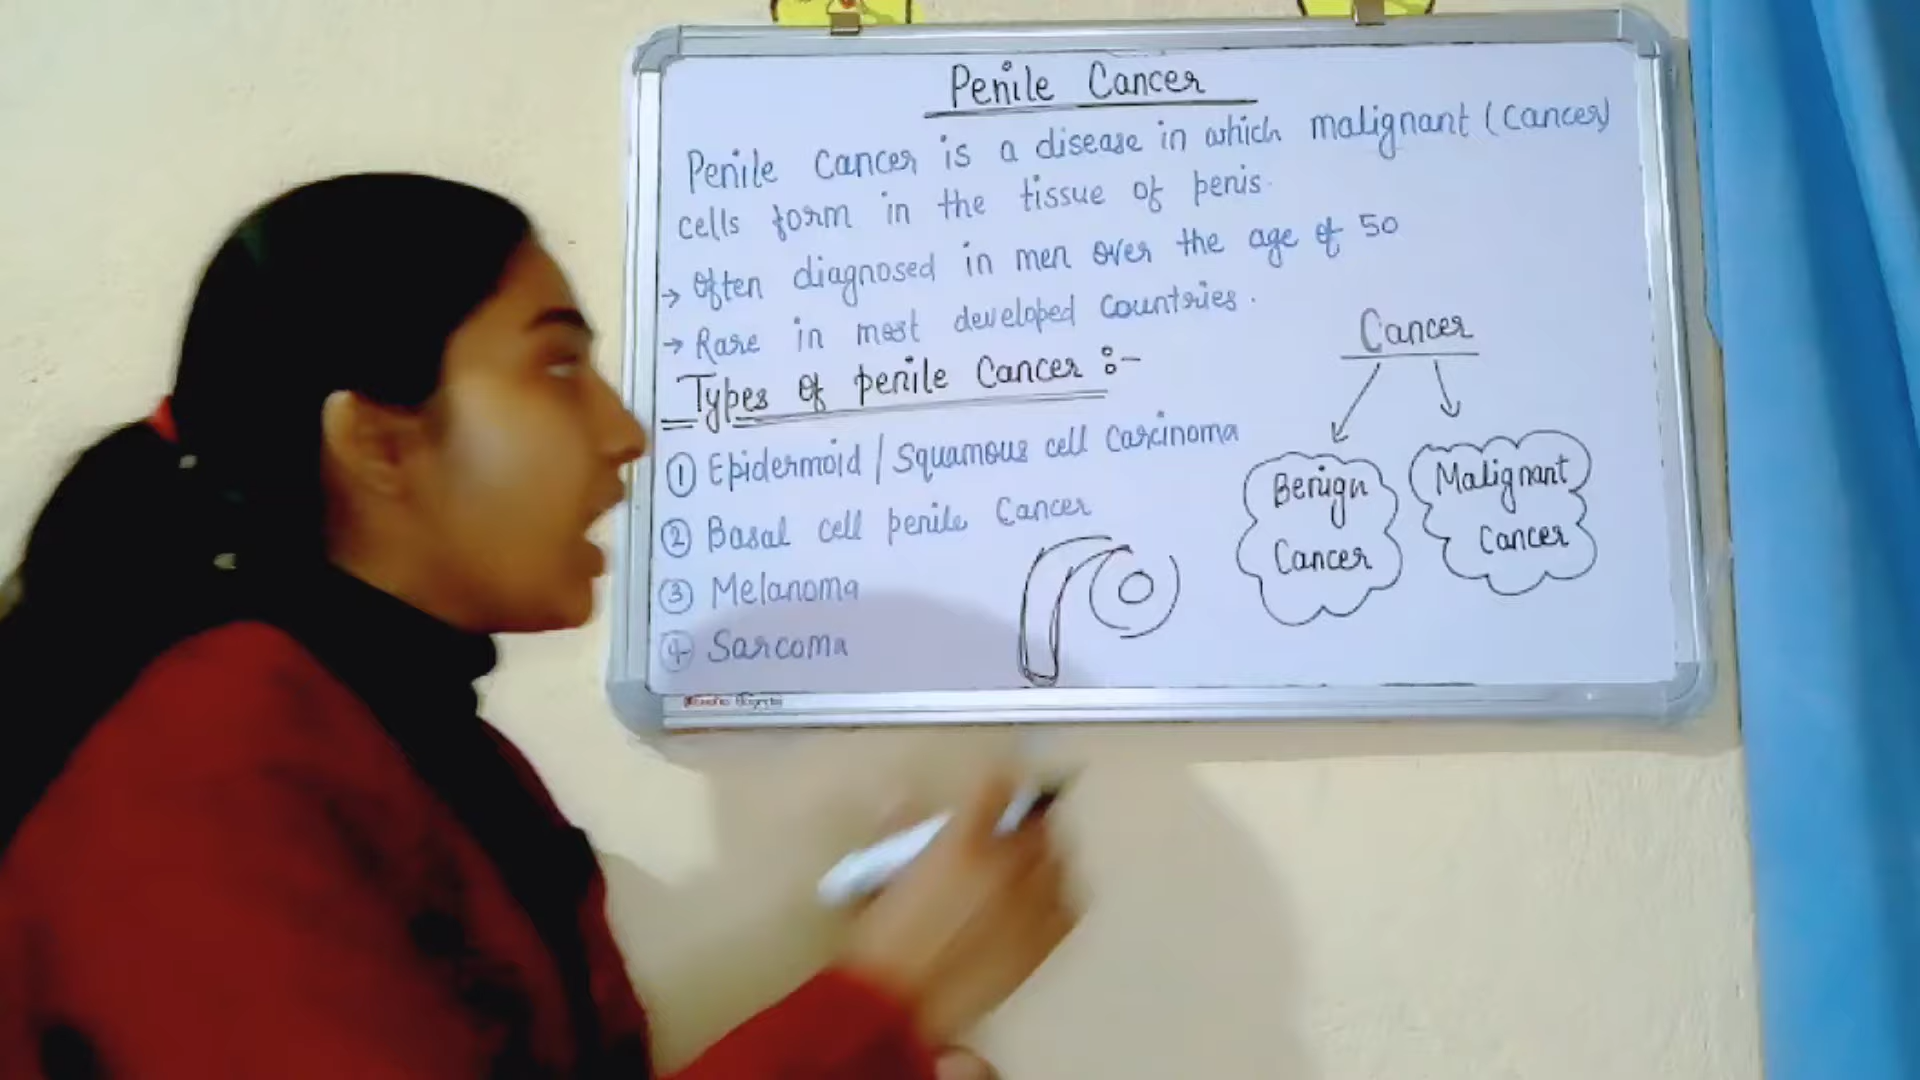 Penile Cancer
Penile Cancer is a disease in which malignant (Cancer)
cells form in the tissue of penis.
→ Often diagnosed in men over the age of 50
→ Rare in most developed Countries.
Types of penile Cancer :-
① Epidermoid / Squamous cell Carcinoma
② Basal cell penile Cancer
③ Melanoma
④ Sarcoma
Cancer
Benign
Cancer
Malignant
Cancer